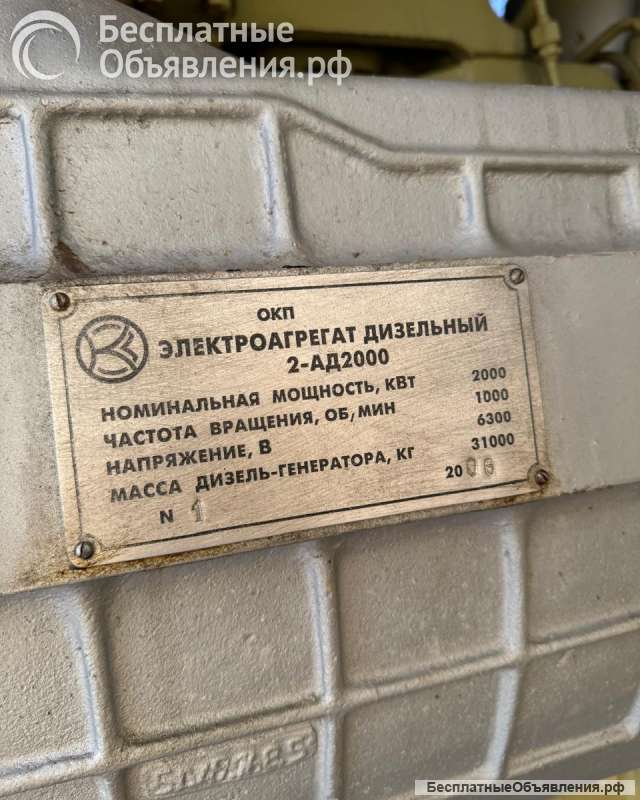 Бесплатные
Объявления.рф
ОКП
ЭЛЕКТРОАГРЕГАТ ДИЗЕЛЬНЫЙ
2-АД2000
НОМИНАЛЬНАЯ МОЩНОСТЬ, КВТ 2000
ЧАСТОТА ВРАЩЕНИЯ, ОБ/МИН 1000
НАПРЯЖЕНИЕ, В 6300
МАССА ДИЗЕЛЬ-ГЕНЕРАТОРА, КГ 31000
N 1 2006
БесплатныеОбъявления.рф